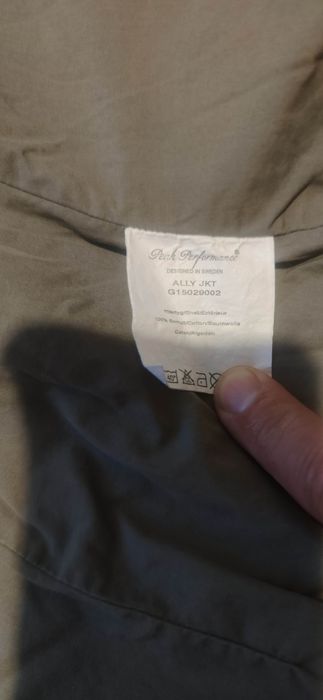 Peak Performance®
DESIGNED IN SWEDEN
ALLY JKT
G15029002
100% Bomull/Cotton/Baumwolle